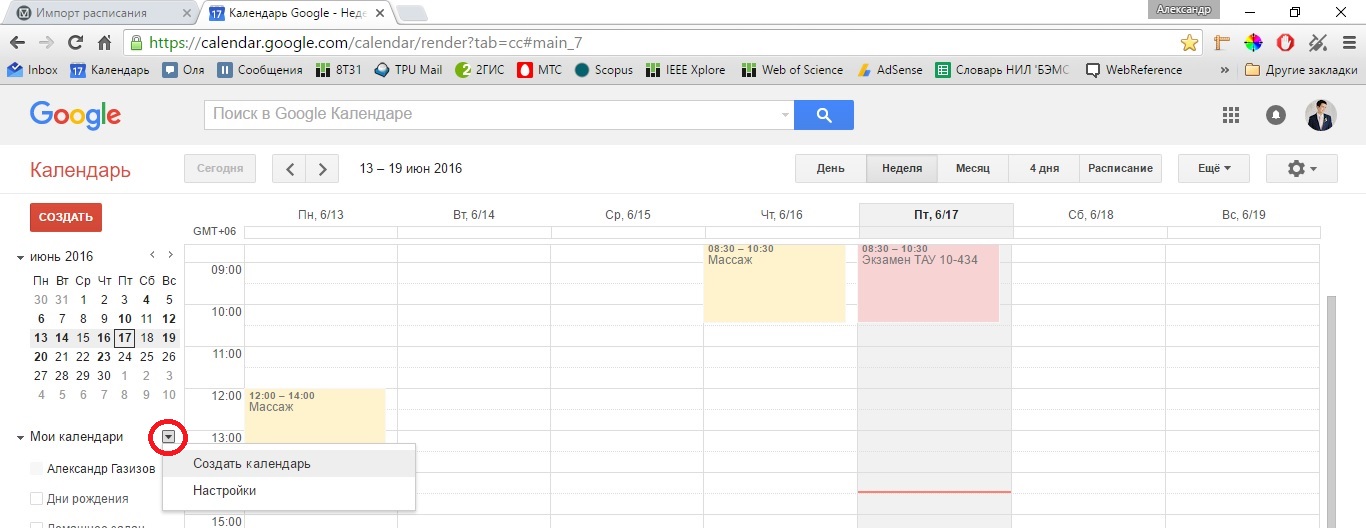 Импорт расписания
Календарь Google - Неде
Александр
https://calendar.google.com/calendar/render?tab=cc#main_7
Inbox 17 Календарь Оля Сообщения 8Т31 TPU Mail 2 2ГИС МТС Scopus IEEE Xplore Web of Science AdSense Словарь НИЛ "БЭМС WebReference » Другие закладки
Google
Поиск в Google Календаре
Календарь
Сегодня
13 – 19 июн 2016
День Неделя Месяц 4 дня Расписание
Ещё
СОЗДАТЬ
GMT+06
Пн, 6/13 Вт, 6/14 Ср, 6/15 Чт, 6/16 Пт, 6/17 Сб, 6/18 Вс, 6/19
июнь 2016
Пн Вт Ср Чт Пт Сб Вс
30 31 1 2 3 4 5
6 7 8 9 10 11 12
13 14 15 16 17 18 19
20 21 22 23 24 25 26
27 28 29 30 1 2 3
4 5 6 7 8 9 10
09:00
10:00
11:00
12:00
13:00
15:00
08:30 – 10:30
Массаж
08:30 – 10:30
Экзамен ТАУ 10-434
12:00 – 14:00
Массаж
Мои календари
Создать календарь
Настройки
Александр Газизов
Дни рождения